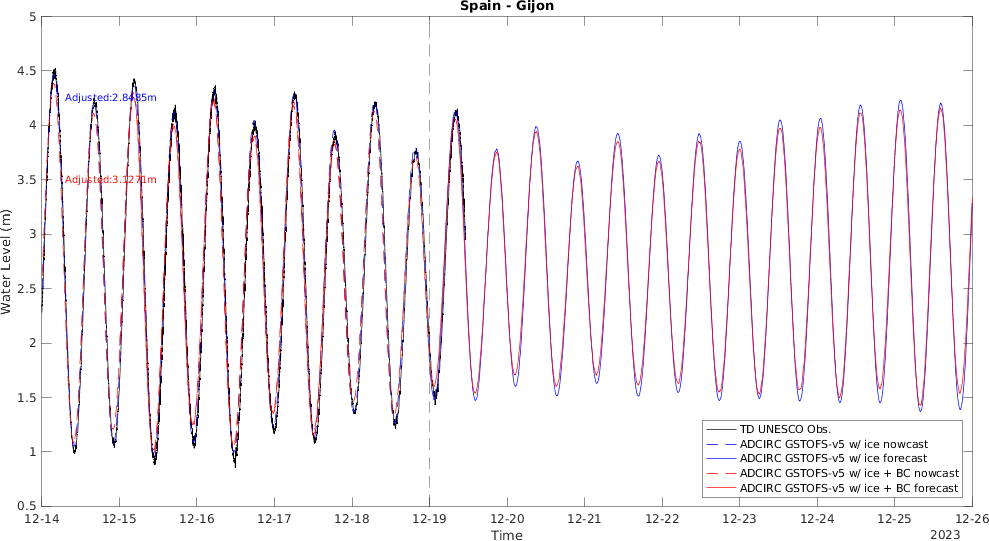 Spain - Gijon
5
4.5
4
3.5
3
2.5
2
1.5
1
0.5
Water Level (m)
Adjusted:2.8485m
Adjusted:3.1271m
TD UNESCO Obs.
ADCIRC GSTOFS-v5 w/ ice nowcast
ADCIRC GSTOFS-v5 w/ ice forecast
ADCIRC GSTOFS-v5 w/ ice + BC nowcast
ADCIRC GSTOFS-v5 w/ ice + BC forecast
12-14 12-15 12-16 12-17 12-18 12-19 12-20 12-21 12-22 12-23 12-24 12-25 12-26
Time
2023